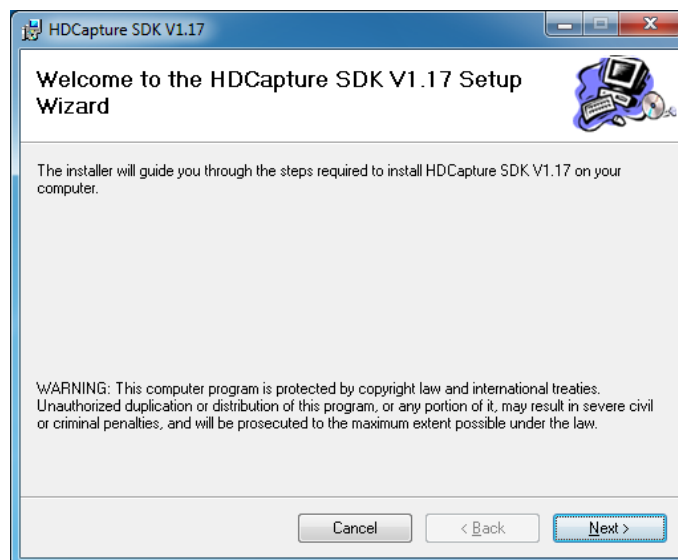 HDCapture SDK V1.17
Welcome to the HDCapture SDK V1.17 Setup
Wizard
The installer will guide you through the steps required to install HDCapture SDK V1.17 on your
computer.
WARNING: This computer program is protected by copyright law and international treaties.
Unauthorized duplication or distribution of this program, or any portion of it, may result in severe civil
or criminal penalties, and will be prosecuted to the maximum extent possible under the law.
Cancel
< Back
Next >